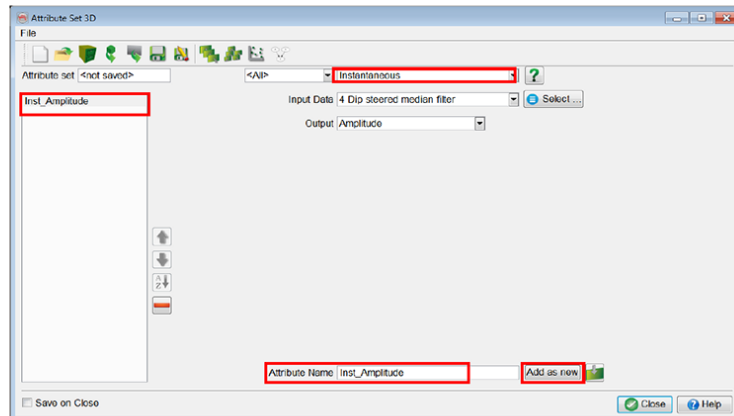 Attribute Set 3D
File
Attribute set <not saved> <All> Instantaneous ?
Inst_Amplitude
Input Data 4 Dip steered median filter Select ...
Output Amplitude
A
Z
Attribute Name Inst_Amplitude Add as new
Save on Close
Close ? Help